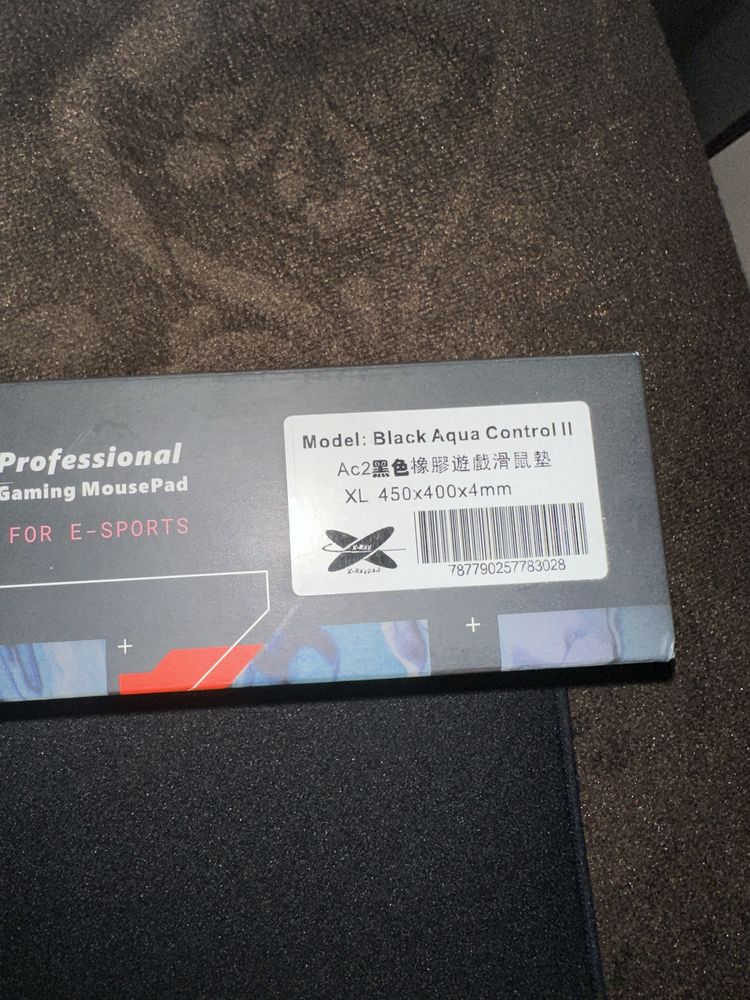 Professional
Gaming MousePad
FOR E-SPORTS
Model: Black Aqua Control II
Ac2黑色橡膠遊戲滑鼠墊
XL 450x400x4mm
X-Ray
X-Raypad
787790257783028